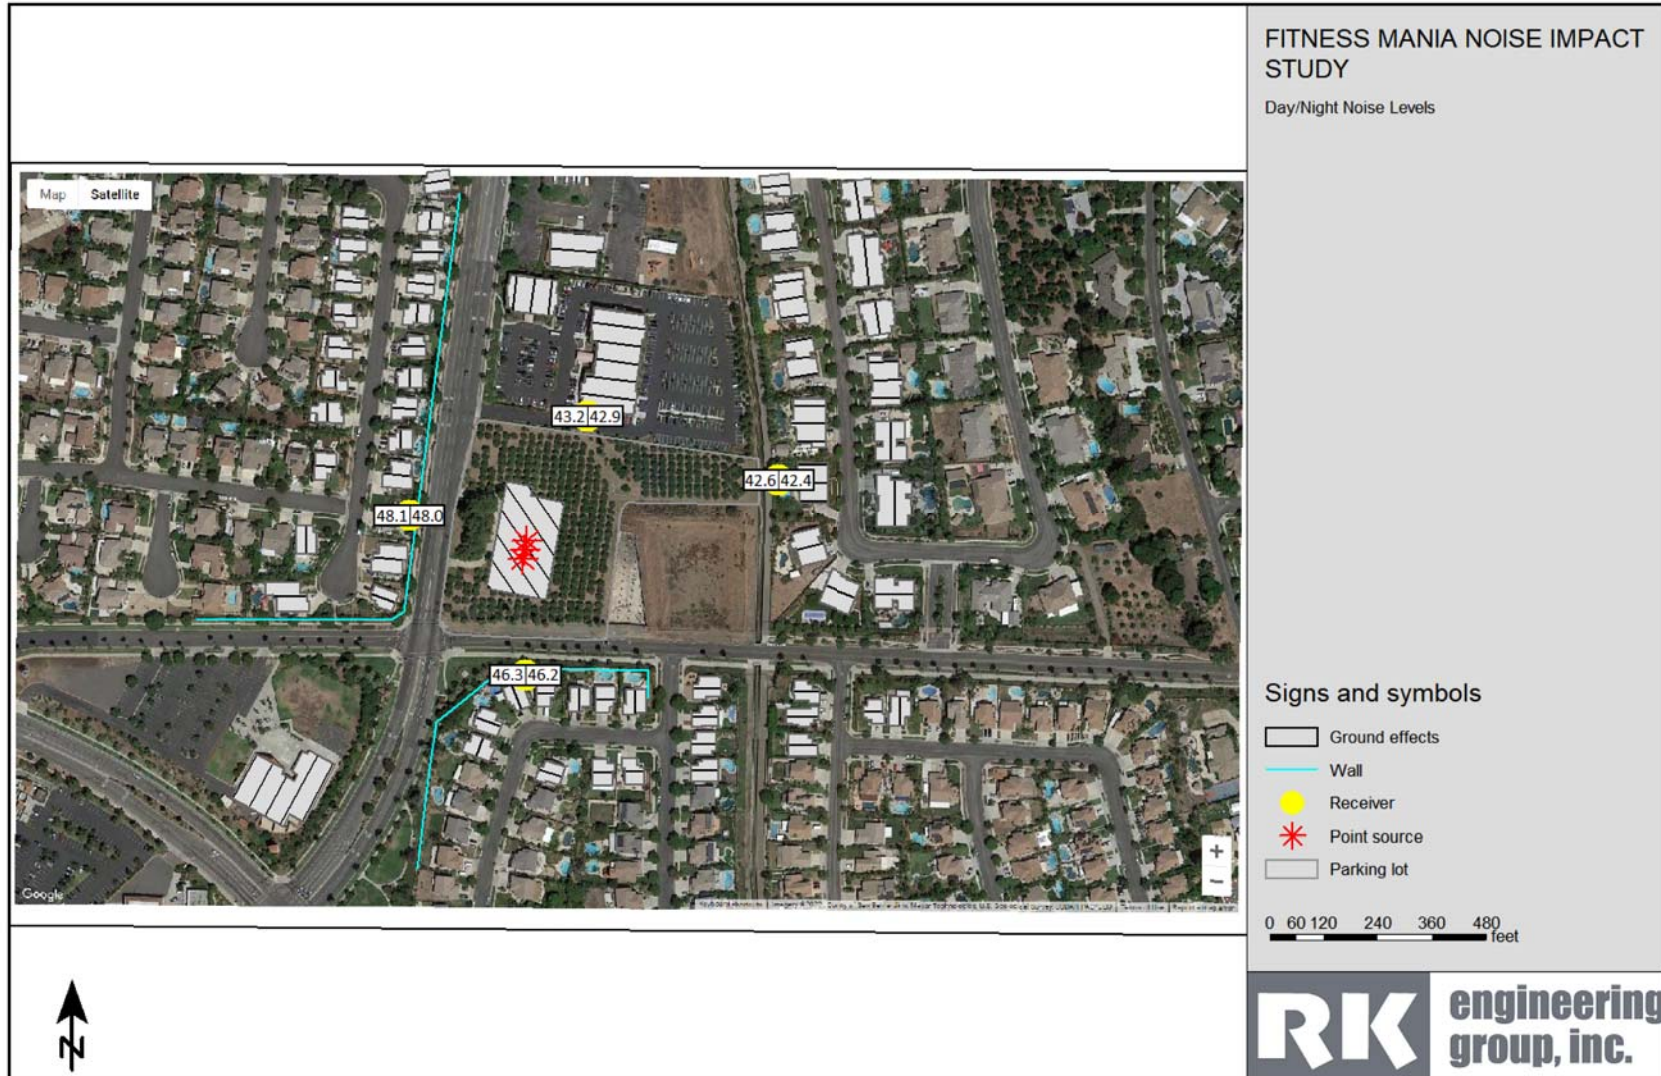 FITNESS MANIA NOISE IMPACT
STUDY
Day/Night Noise Levels
Map Satellite
43.2 42.9
42.6 42.4
48.1 48.0
46.3 46.2
Google
Signs and symbols
Ground effects
Wall
Receiver
Point source
Parking lot
0 60 120 240 360 480
feet
N
RK engineering
group, inc.